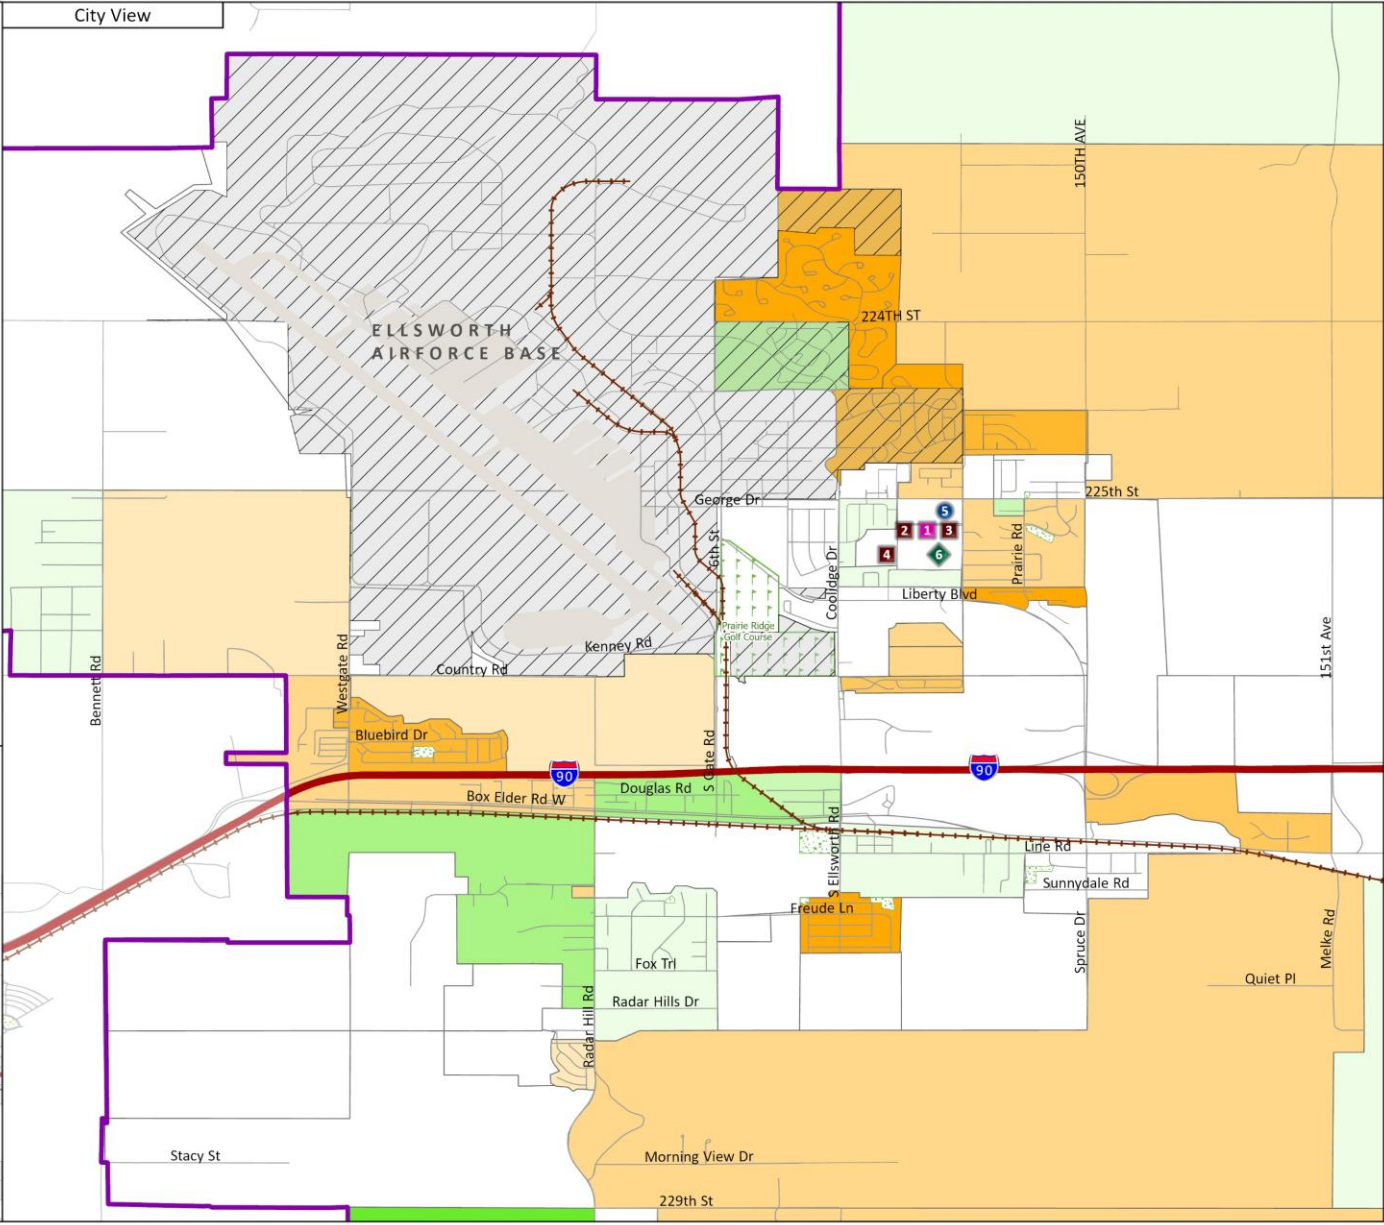 City View
150TH AVE
224TH ST
ELLSWORTH
AIRFORCE BASE
225th St
George Dr
5
2
1
3
4
6
6th St
Coolidge Dr
Prairie Rd
Liberty Blvd
Prairie Ridge
Golf Course
Kenney Rd
Country Rd
Westgate Rd
Bennett Rd
151st Ave
Bluebird Dr
S Gate Rd
90
90
Douglas Rd
Box Elder Rd W
S Ellsworth Rd
Line Rd
Sunnydale Rd
Freude Ln
Spruce Dr
Melke Rd
Fox Trl
Quiet Pl
Radar Hills Dr
Radar Hill Rd
Stacy St
Morning View Dr
229th St